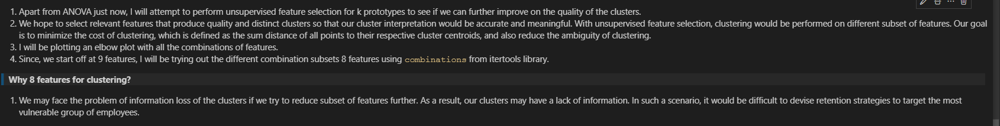 1. Apart from ANOVA just now, I will attempt to perform unsupervised feature selection for k prototypes to see if we can further improve on the quality of the clusters.
2. We hope to select relevant features that produce quality and distinct clusters so that our cluster interpretation would be accurate and meaningful. With unsupervised feature selection, clustering would be performed on different subset of features. Our goal
is to minimize the cost of clustering, which is defined as the sum distance of all points to their respective cluster centroids, and also reduce the ambiguity of clustering.
3. I will be plotting an elbow plot with all the combinations of features.
4. Since, we start off at 9 features, I will be trying out the different combination subsets 8 features using combinations from itertools library.
Why 8 features for clustering?
1. We may face the problem of information loss of the clusters if we try to reduce subset of features further. As a result, our clusters may have a lack of information. In such a scenario, it would be difficult to devise retention strategies to target the most
vulnerable group of employees.